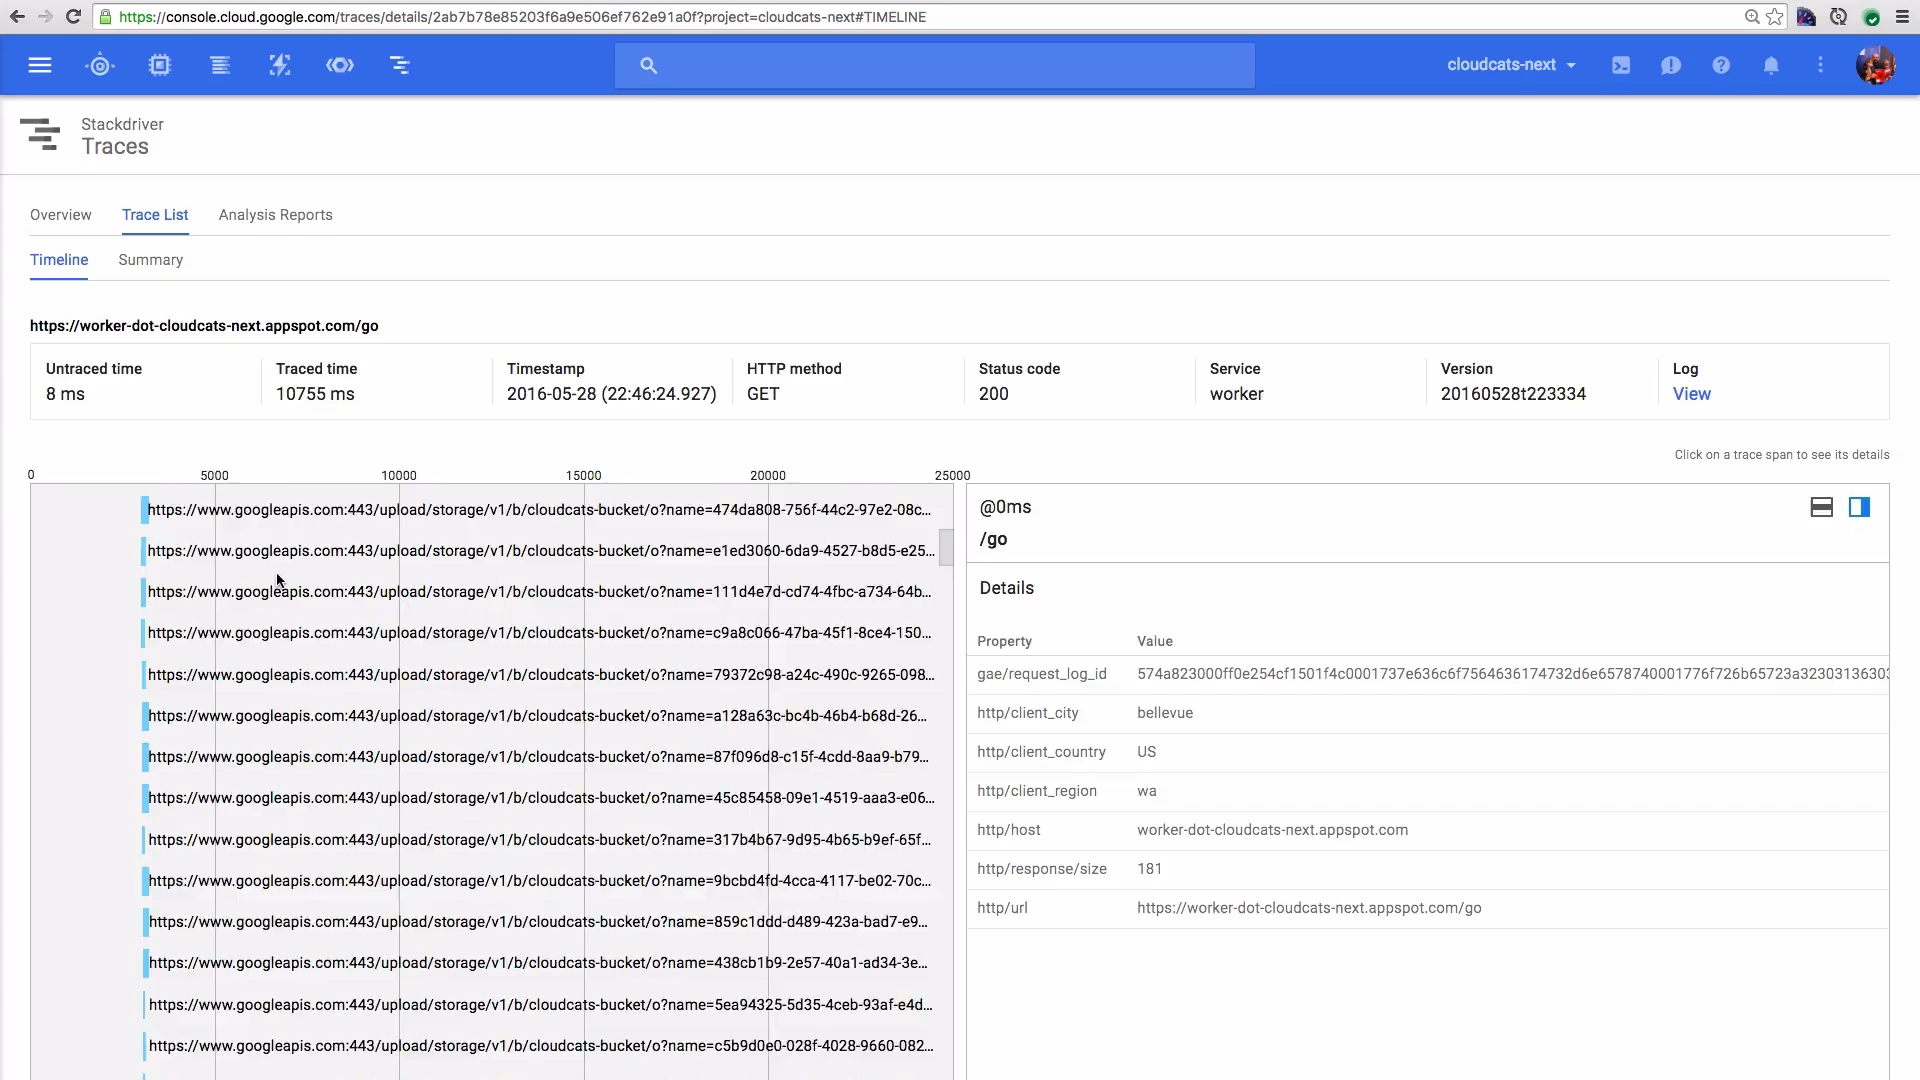 https://console.cloud.google.com/traces/details/2ab7b78e85203f6a9e506ef762e91a0f?project=cloudcats-next#TIMELINE
cloudcats-next
Stackdriver
Traces
Overview Trace List Analysis Reports
Timeline Summary
https://worker-dot-cloudcats-next.appspot.com/go
Untraced time Traced time Timestamp HTTP method Status code Service Version Log
8 ms 10755 ms 2016-05-28 (22:46:24.927) GET 200 worker 20160528t223334 View
Click on a trace span to see its details
0 5000 10000 15000 20000 25000
https://www.googleapis.com:443/upload/storage/v1/b/cloudcats-bucket/o?name=474da808-756f-44c2-97e2-08c...
https://www.googleapis.com:443/upload/storage/v1/b/cloudcats-bucket/o?name=e1ed3060-6da9-4527-b8d5-e25...
https://www.googleapis.com:443/upload/storage/v1/b/cloudcats-bucket/o?name=111d4e7d-cd74-4fbc-a734-64b...
https://www.googleapis.com:443/upload/storage/v1/b/cloudcats-bucket/o?name=c9a8c066-47ba-45f1-8ce4-150...
https://www.googleapis.com:443/upload/storage/v1/b/cloudcats-bucket/o?name=79372c98-a24c-490c-9265-098...
https://www.googleapis.com:443/upload/storage/v1/b/cloudcats-bucket/o?name=a128a63c-bc4b-46b4-b68d-26...
https://www.googleapis.com:443/upload/storage/v1/b/cloudcats-bucket/o?name=87f096d8-c15f-4cdd-8aa9-b79...
https://www.googleapis.com:443/upload/storage/v1/b/cloudcats-bucket/o?name=45c85458-09e1-4519-aaa3-e06...
https://www.googleapis.com:443/upload/storage/v1/b/cloudcats-bucket/o?name=317b4b67-9d95-4b65-b9ef-65f...
https://www.googleapis.com:443/upload/storage/v1/b/cloudcats-bucket/o?name=9bcbd4fd-4cca-4117-be02-70c...
https://www.googleapis.com:443/upload/storage/v1/b/cloudcats-bucket/o?name=859c1ddd-d489-423a-bad7-e9...
https://www.googleapis.com:443/upload/storage/v1/b/cloudcats-bucket/o?name=438cb1b9-2e57-40a1-ad34-3e...
https://www.googleapis.com:443/upload/storage/v1/b/cloudcats-bucket/o?name=5ea94325-5d35-4ceb-93af-e4d...
https://www.googleapis.com:443/upload/storage/v1/b/cloudcats-bucket/o?name=c5b9d0e0-028f-4028-9660-082...
@0ms
/go
Details
Property Value
gae/request_log_id 574a823000ff0e254cf1501f4c0001737e636c6f7564636174732d6e6578740001776f726b65723a32303136303
http/client_city bellevue
http/client_country US
http/client_region wa
http/host worker-dot-cloudcats-next.appspot.com
http/response/size 181
http/url https://worker-dot-cloudcats-next.appspot.com/go